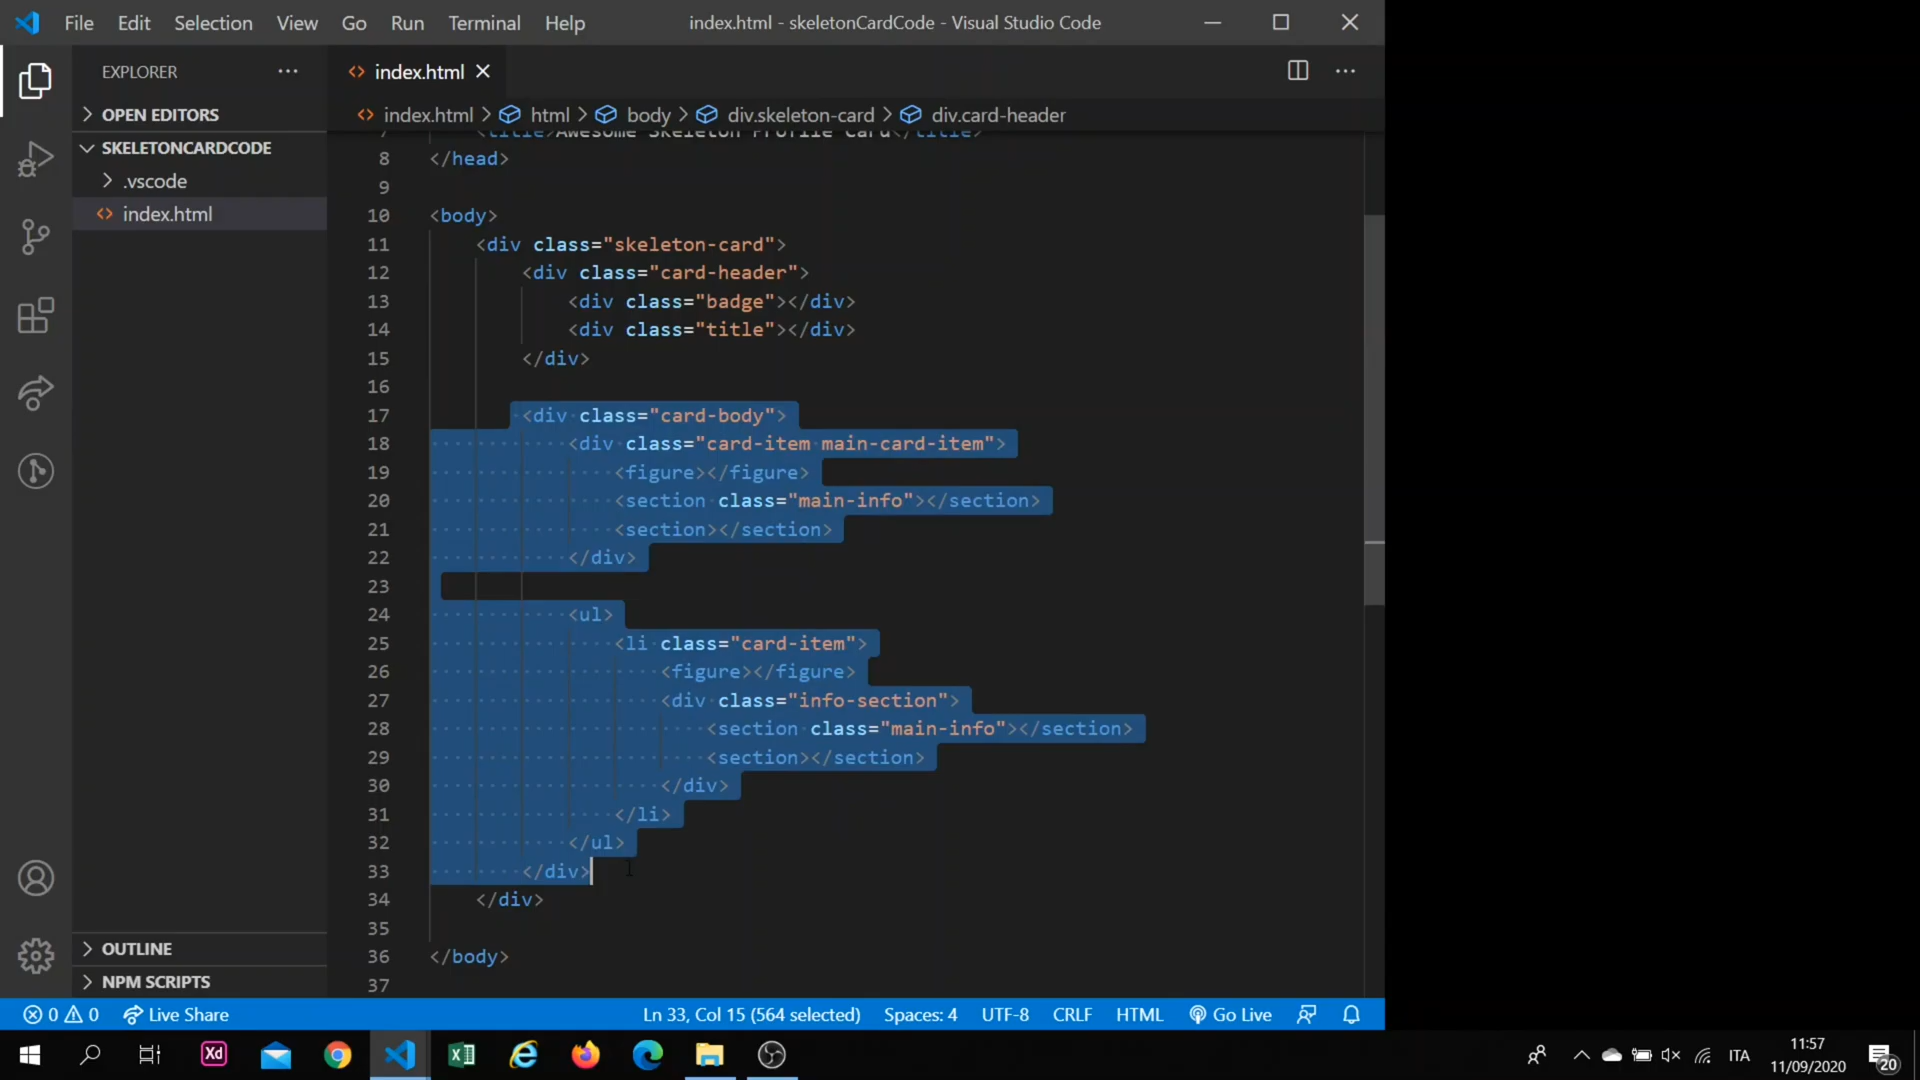 File Edit Selection View Go Run Terminal Help index.html - skeletonCardCode - Visual Studio Code
EXPLORER
index.html
OPEN EDITORS
index.html > html > body > div.skeleton-card > div.card-header
SKELETONCARDCODE
.vscode
index.html
7 <title>Awesome Skeleton Profile Card</title>
8 </head>
9
10 <body>
11 <div class="skeleton-card">
12 <div class="card-header">
13 <div class="badge"></div>
14 <div class="title"></div>
15 </div>
16
17 <div class="card-body">
18 <div class="card-item main-card-item">
19 <figure></figure>
20 <section class="main-info"></section>
21 <section></section>
22 </div>
23
24 <ul>
25 <li class="card-item">
26 <figure></figure>
27 <div class="info-section">
28 <section class="main-info"></section>
29 <section></section>
30 </div>
31 </li>
32 </ul>
33 </div>
34 </div>
35
36 </body>
37
OUTLINE
NPM SCRIPTS
0 0 Live Share Ln 33, Col 15 (564 selected) Spaces: 4 UTF-8 CRLF HTML Go Live
Xd
ITA
11:57
11/09/2020
20